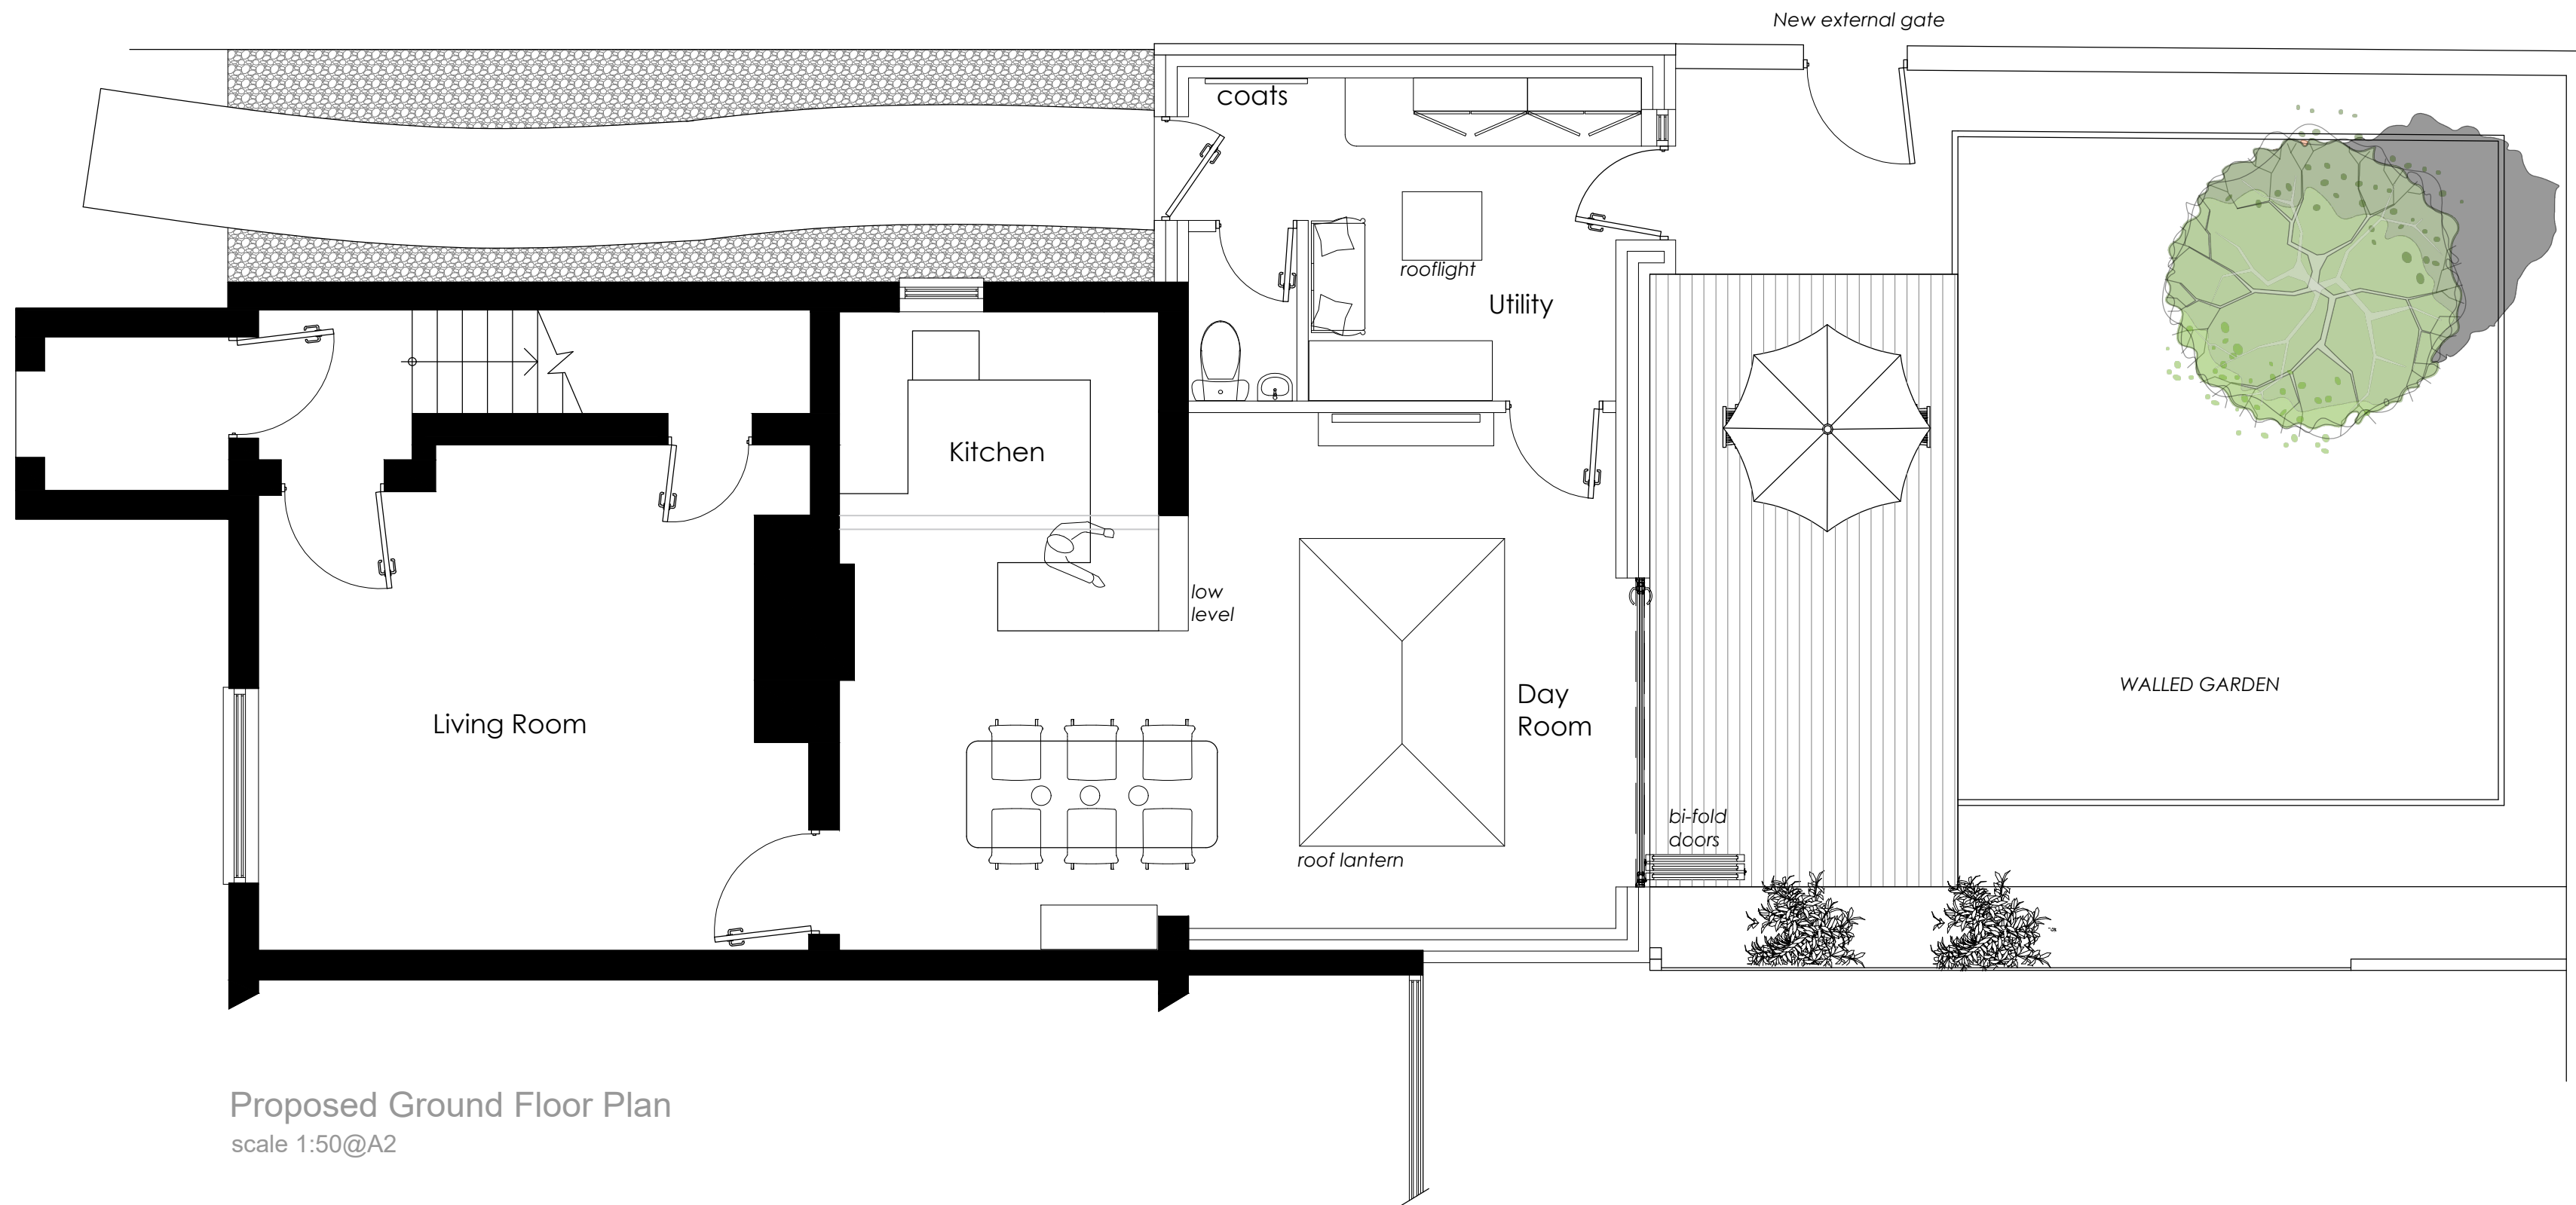 New external gate
coats
rooflight
Utility
Kitchen
low
level
Living Room
Day
Room
WALLED GARDEN
bi-fold
doors
roof lantern
Proposed Ground Floor Plan
scale 1:50@A2